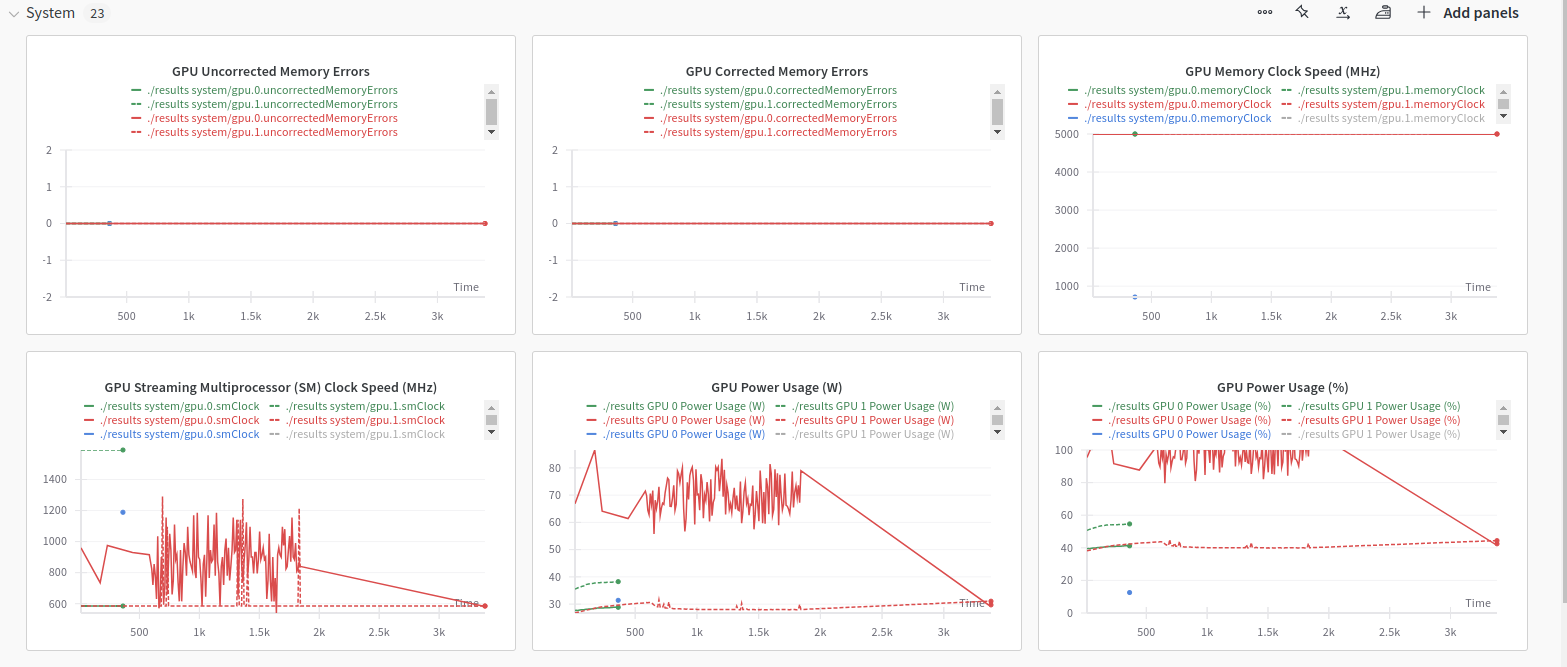 System 23
Add panels
GPU Uncorrected Memory Errors
./results system/gpu.0.uncorrectedMemoryErrors
./results system/gpu.1.uncorrectedMemoryErrors
./results system/gpu.0.uncorrectedMemoryErrors
./results system/gpu.1.uncorrectedMemoryErrors
2
1
0
-1
-2
Time
500 1k 1.5k 2k 2.5k 3k
GPU Corrected Memory Errors
./results system/gpu.0.correctedMemoryErrors
./results system/gpu.1.correctedMemoryErrors
./results system/gpu.0.correctedMemoryErrors
./results system/gpu.1.correctedMemoryErrors
2
1
0
-1
-2
Time
500 1k 1.5k 2k 2.5k 3k
GPU Memory Clock Speed (MHz)
./results system/gpu.0.memoryClock ./results system/gpu.1.memoryClock
./results system/gpu.0.memoryClock ./results system/gpu.1.memoryClock
./results system/gpu.0.memoryClock ./results system/gpu.1.memoryClock
5000
4000
3000
2000
1000
Time
500 1k 1.5k 2k 2.5k 3k
GPU Streaming Multiprocessor (SM) Clock Speed (MHz)
./results system/gpu.0.smClock ./results system/gpu.1.smClock
./results system/gpu.0.smClock ./results system/gpu.1.smClock
./results system/gpu.0.smClock ./results system/gpu.1.smClock
1400
1200
1000
800
600
Time
500 1k 1.5k 2k 2.5k 3k
GPU Power Usage (W)
./results GPU 0 Power Usage (W) ./results GPU 1 Power Usage (W)
./results GPU 0 Power Usage (W) ./results GPU 1 Power Usage (W)
./results GPU 0 Power Usage (W) ./results GPU 1 Power Usage (W)
80
70
60
50
40
30
Time
500 1k 1.5k 2k 2.5k 3k
GPU Power Usage (%)
./results GPU 0 Power Usage (%) ./results GPU 1 Power Usage (%)
./results GPU 0 Power Usage (%) ./results GPU 1 Power Usage (%)
./results GPU 0 Power Usage (%) ./results GPU 1 Power Usage (%)
100
80
60
40
20
0
Time
500 1k 1.5k 2k 2.5k 3k